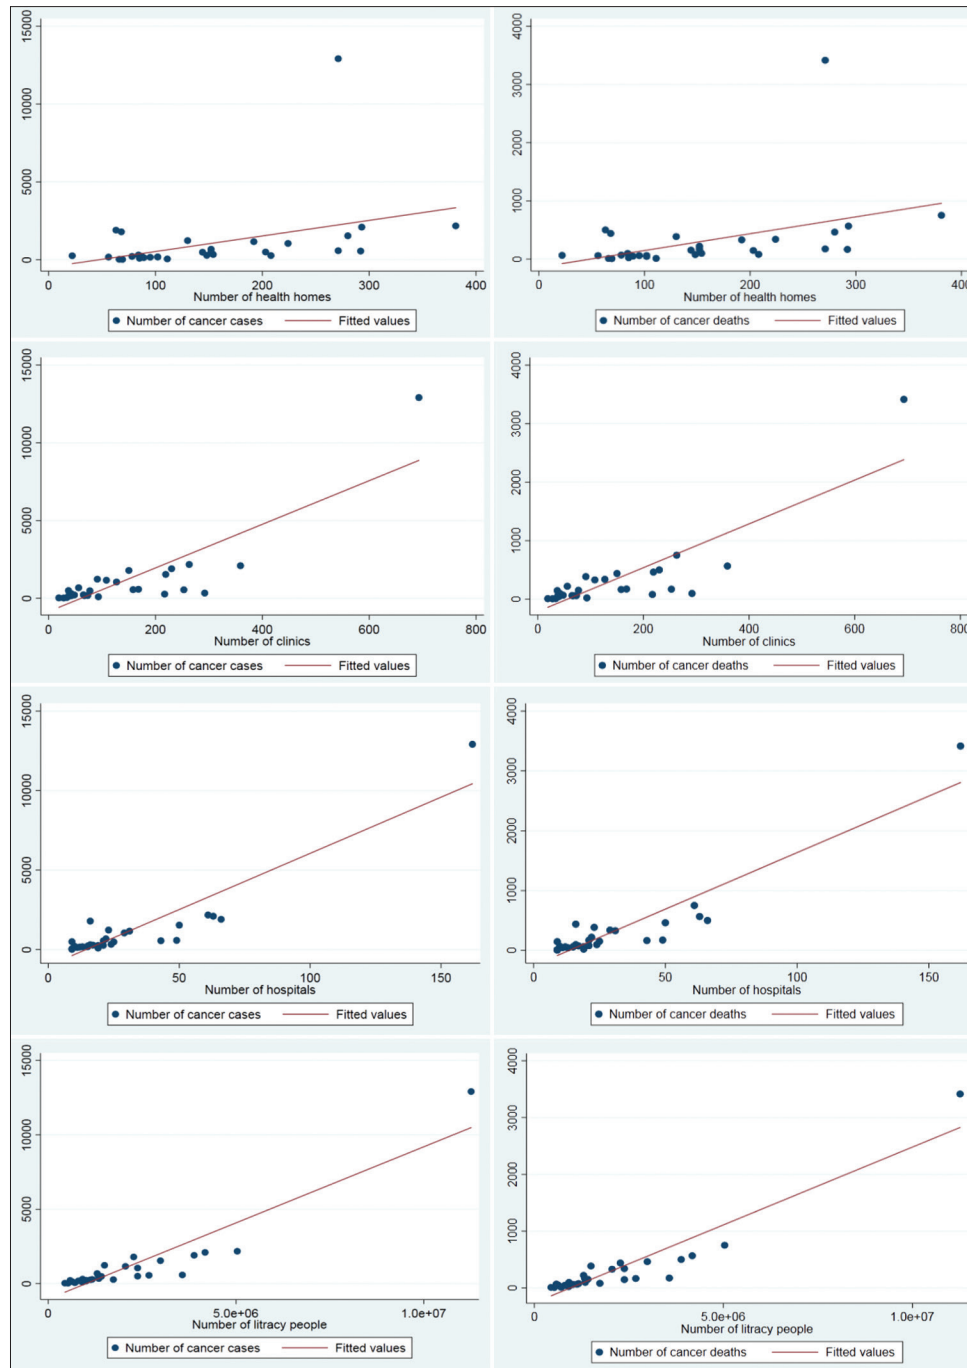 15000
10000
5000
0
0
100
200
300
400
Number of health homes
Number of cancer cases
Fitted values
4000
3000
2000
1000
0
0
100
200
300
400
Number of health homes
Number of cancer deaths
Fitted values
15000
10000
5000
0
0
200
400
600
800
Number of clinics
Number of cancer cases
Fitted values
4000
3000
2000
1000
0
0
200
400
600
800
Number of clinics
Number of cancer deaths
Fitted values
15000
10000
5000
0
0
50
100
150
Number of hospitals
Number of cancer cases
Fitted values
4000
3000
2000
1000
0
0
50
100
150
Number of hospitals
Number of cancer deaths
Fitted values
15000
10000
5000
0
0
5.0e+06
1.0e+07
Number of litracy people
Number of cancer cases
Fitted values
4000
3000
2000
1000
0
0
5.0e+06
1.0e+07
Number of litracy people
Number of cancer deaths
Fitted values